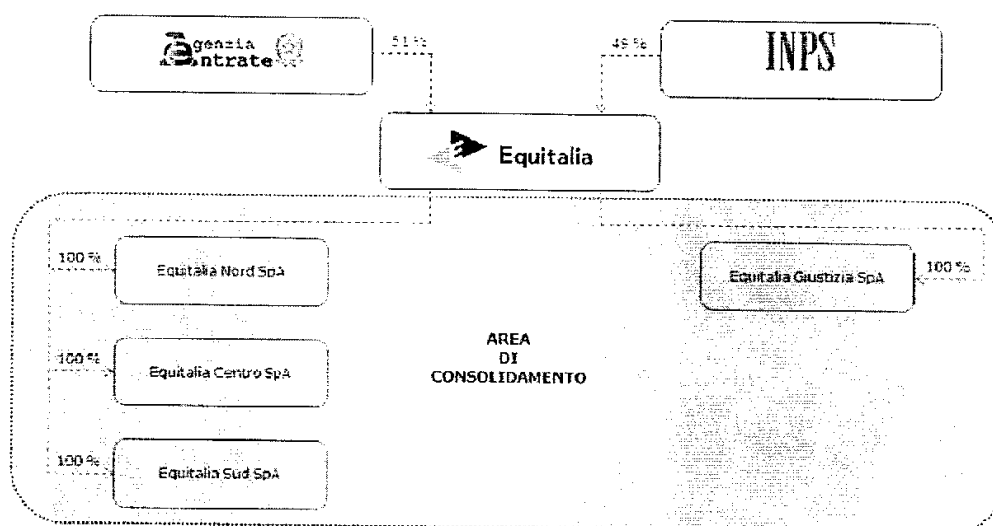 Agenzia
Entrate
51 %
49 %
INPS
Equitalia
100 %
Equitalia Nord SpA
Equitalia Giustizia SpA
100 %
AREA
DI
CONSOLIDAMENTO
100 %
Equitalia Centro SpA
100 %
Equitalia Sud SpA